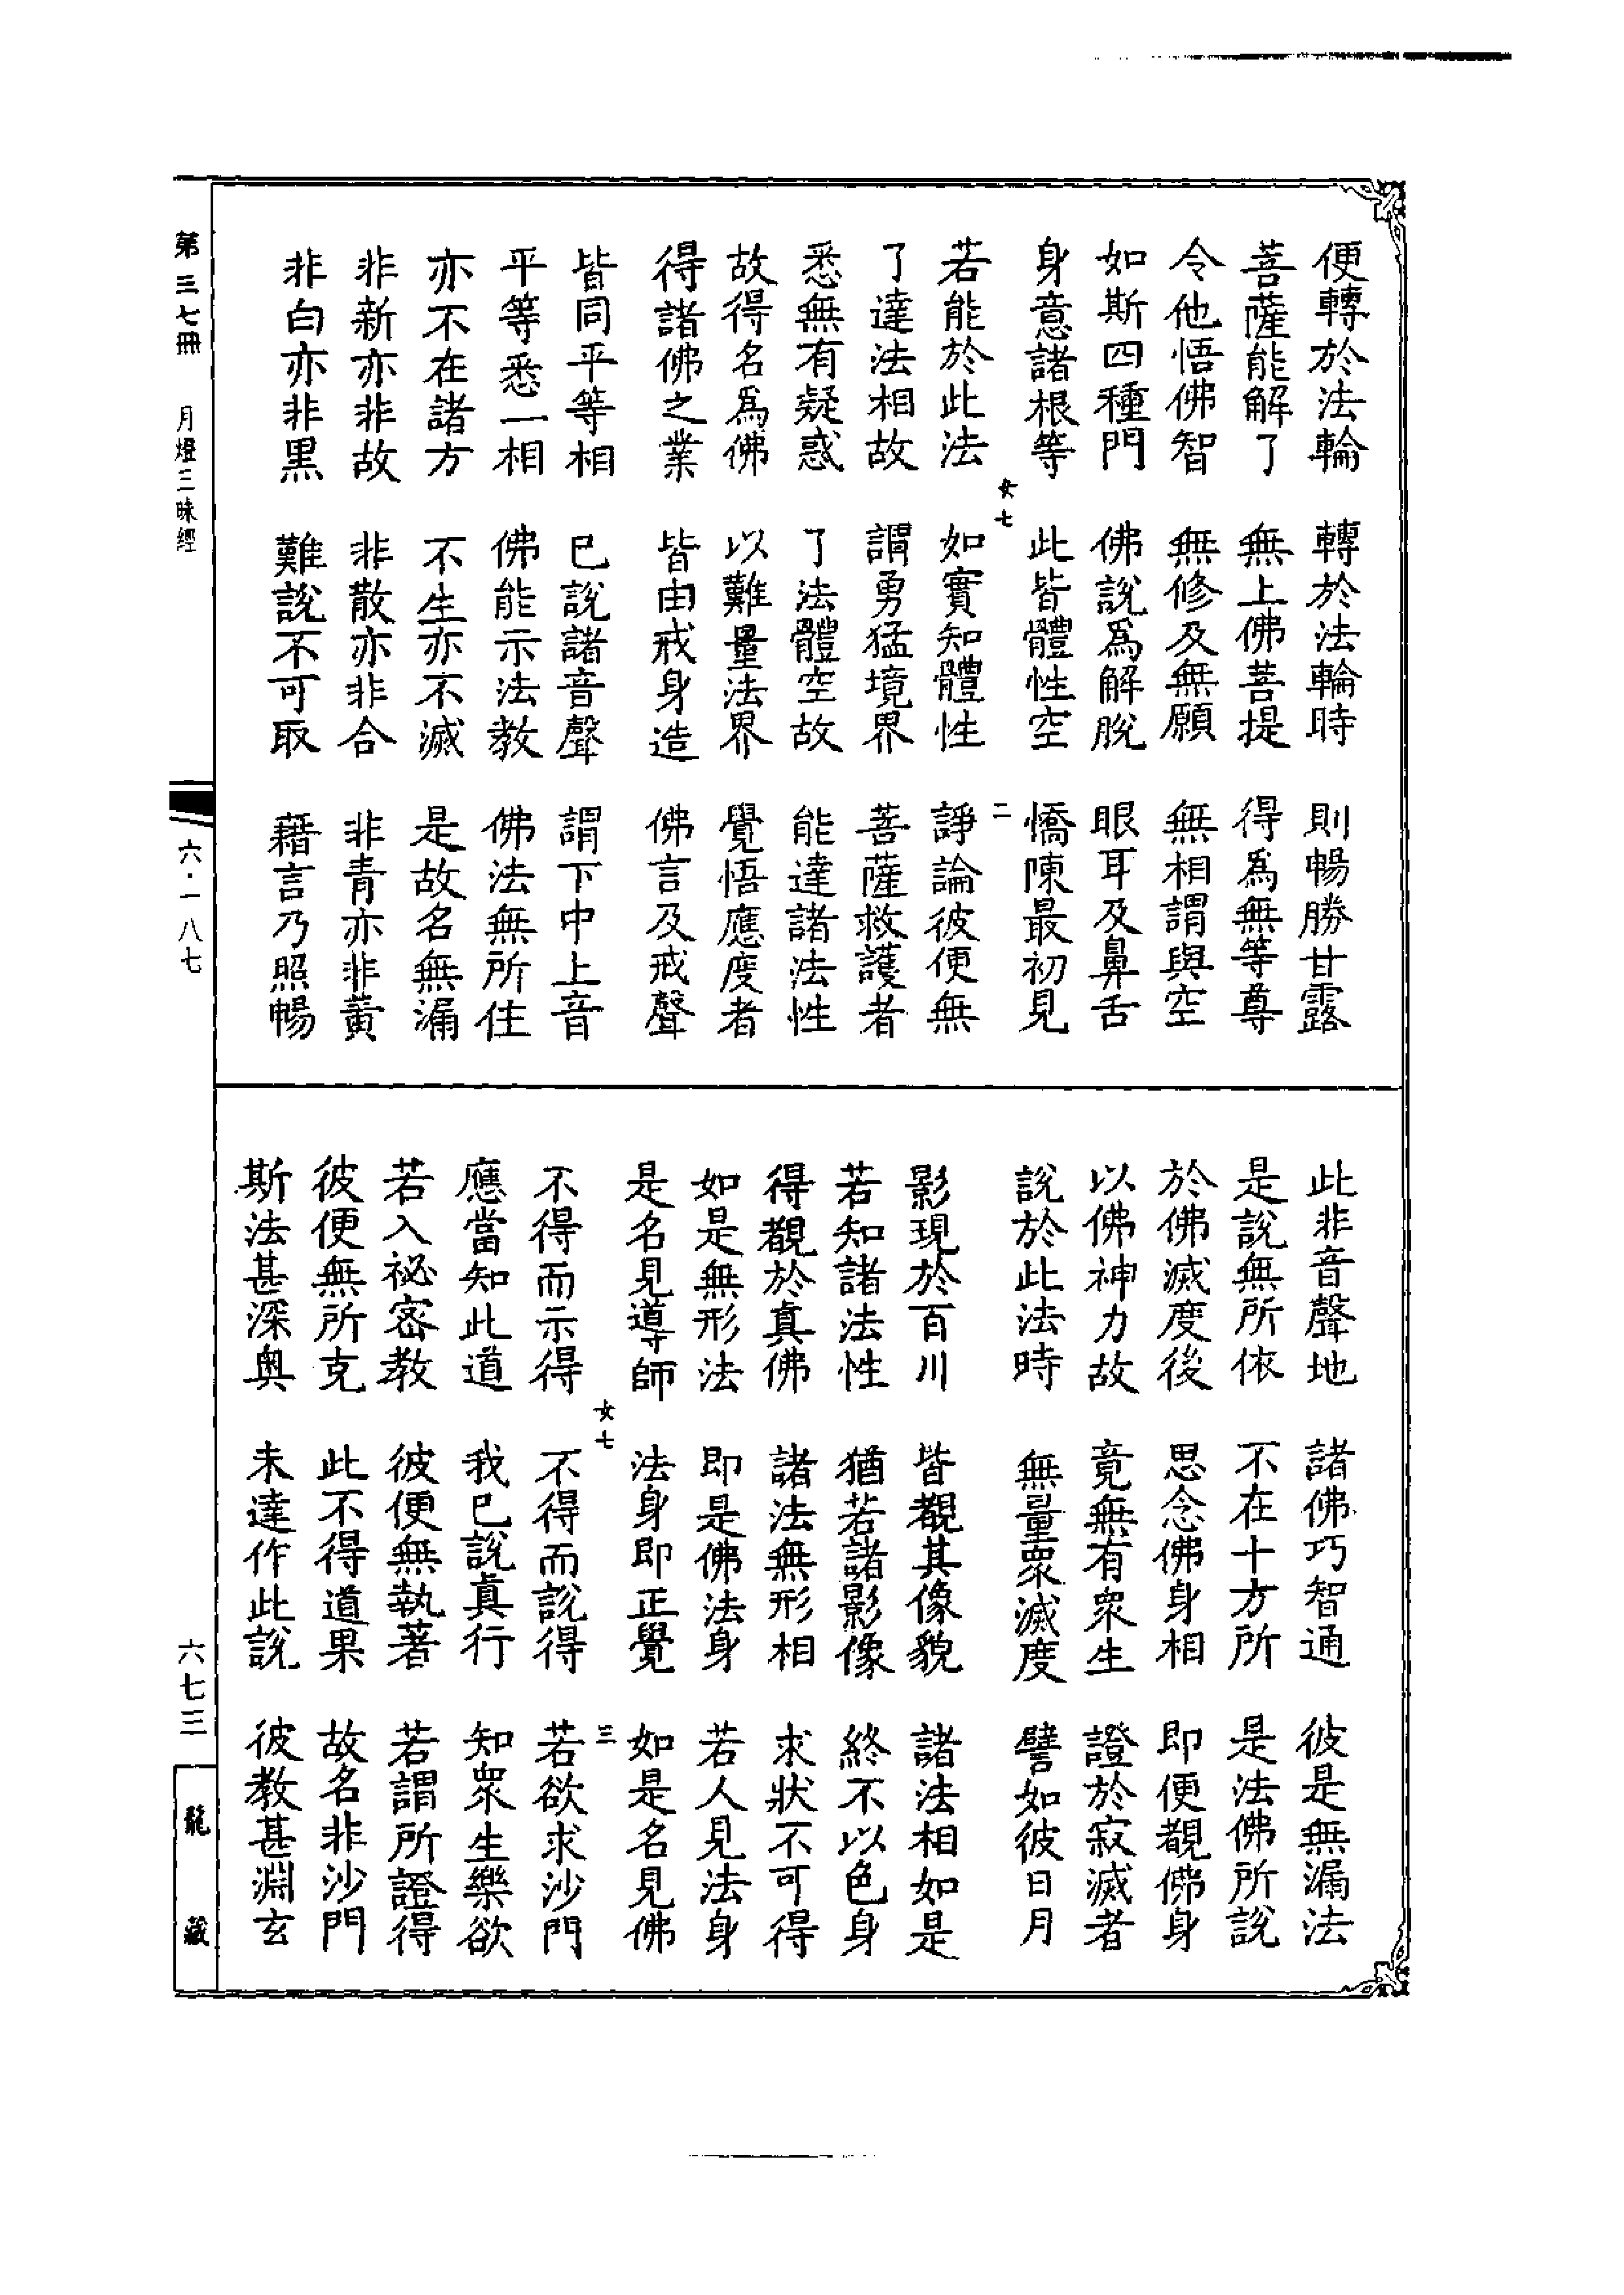 便轉於法輪　轉於法輪時　則暢勝甘露
菩薩能解了　無上佛菩提　得為無等尊
令他悟佛智　無修及無願　無相謂與空
如斯四種門　佛說為解脫　眼耳及鼻舌
身意諸根等　此皆體性空　憍陳最初見
女七　二
若能於此法　如實知體性　諍論彼便無
了達法相故　謂勇猛境界　菩薩救護者
悉無有疑惑　了法體空故　能達諸法性
故得名為佛　以難量法界　覺悟應度者
得諸佛之業　皆由戒身造　佛言及戒聲
皆同平等相　已說諸音聲　謂下中上音
平等悉一相　佛能示法教　佛法無所住
亦不在諸方　不生亦不滅　是故名無漏
非新亦非故　非散亦非合　非青亦非黃
非白亦非黑　難說不可取　藉言乃照暢
此非音聲地　諸佛巧智通　彼是無漏法
是說無所依　不在十方所　是法佛所說
於佛滅度後　思念佛身相　即便覩佛身
以佛神力故　竟無有眾生　證於寂滅者
說於此法時　無量眾滅度　譬如彼日月
影現於百川　皆覩其像貌　諸法相如是
若知諸法性　猶若諸影像　終不以色身
得覩於真佛　諸法無形相　求狀不可得
如是無形法　即是佛法身　若人見法身
是名見導師　法身即正覺　如是名見佛
女七　三
不得而示得　不得而說得　若欲求沙門
應當知此道　我已說真行　知眾生樂欲
若入祕密教　彼便無執著　若謂所證得
彼便無所克　此不得道果　故名非沙門
斯法甚深奧　未達作此說　彼教甚淵玄
第三七冊　月燈三昧經
六·一八七
六七三
龍藏